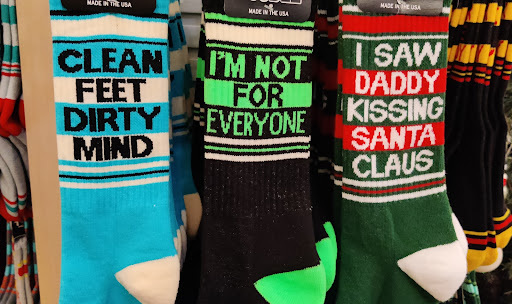 MADE IN THE USA
CLEAN
FEET
DIRTY
MIND
MADE IN THE USA
I'M NOT
FOR
EVERYONE
MADE IN THE USA
I SAW
DADDY
KISSING
SANTA
CLAUS